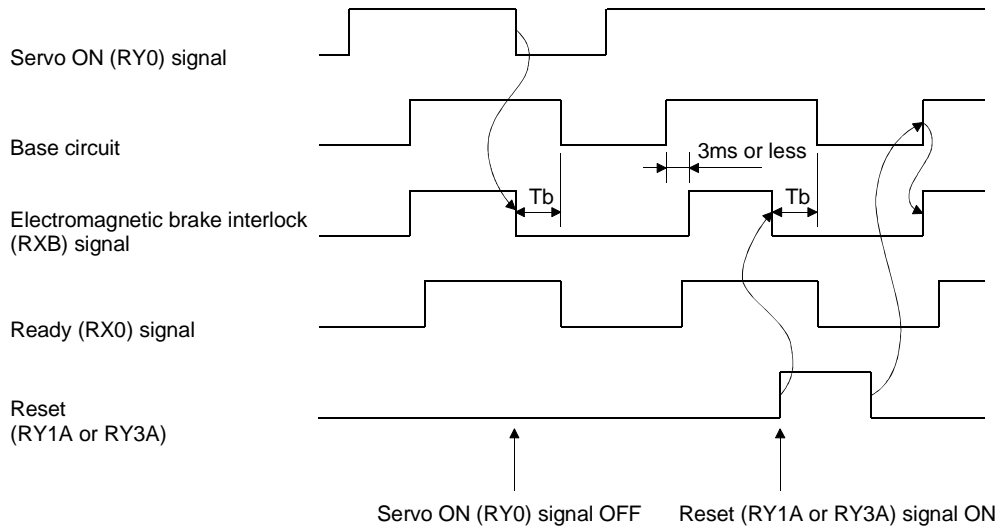 Servo ON (RY0) signal
Base circuit
3ms or less
Electromagnetic brake interlock
(RXB) signal
Tb
Tb
Ready (RX0) signal
Reset
(RY1A or RY3A)
Servo ON (RY0) signal OFF
Reset (RY1A or RY3A) signal ON